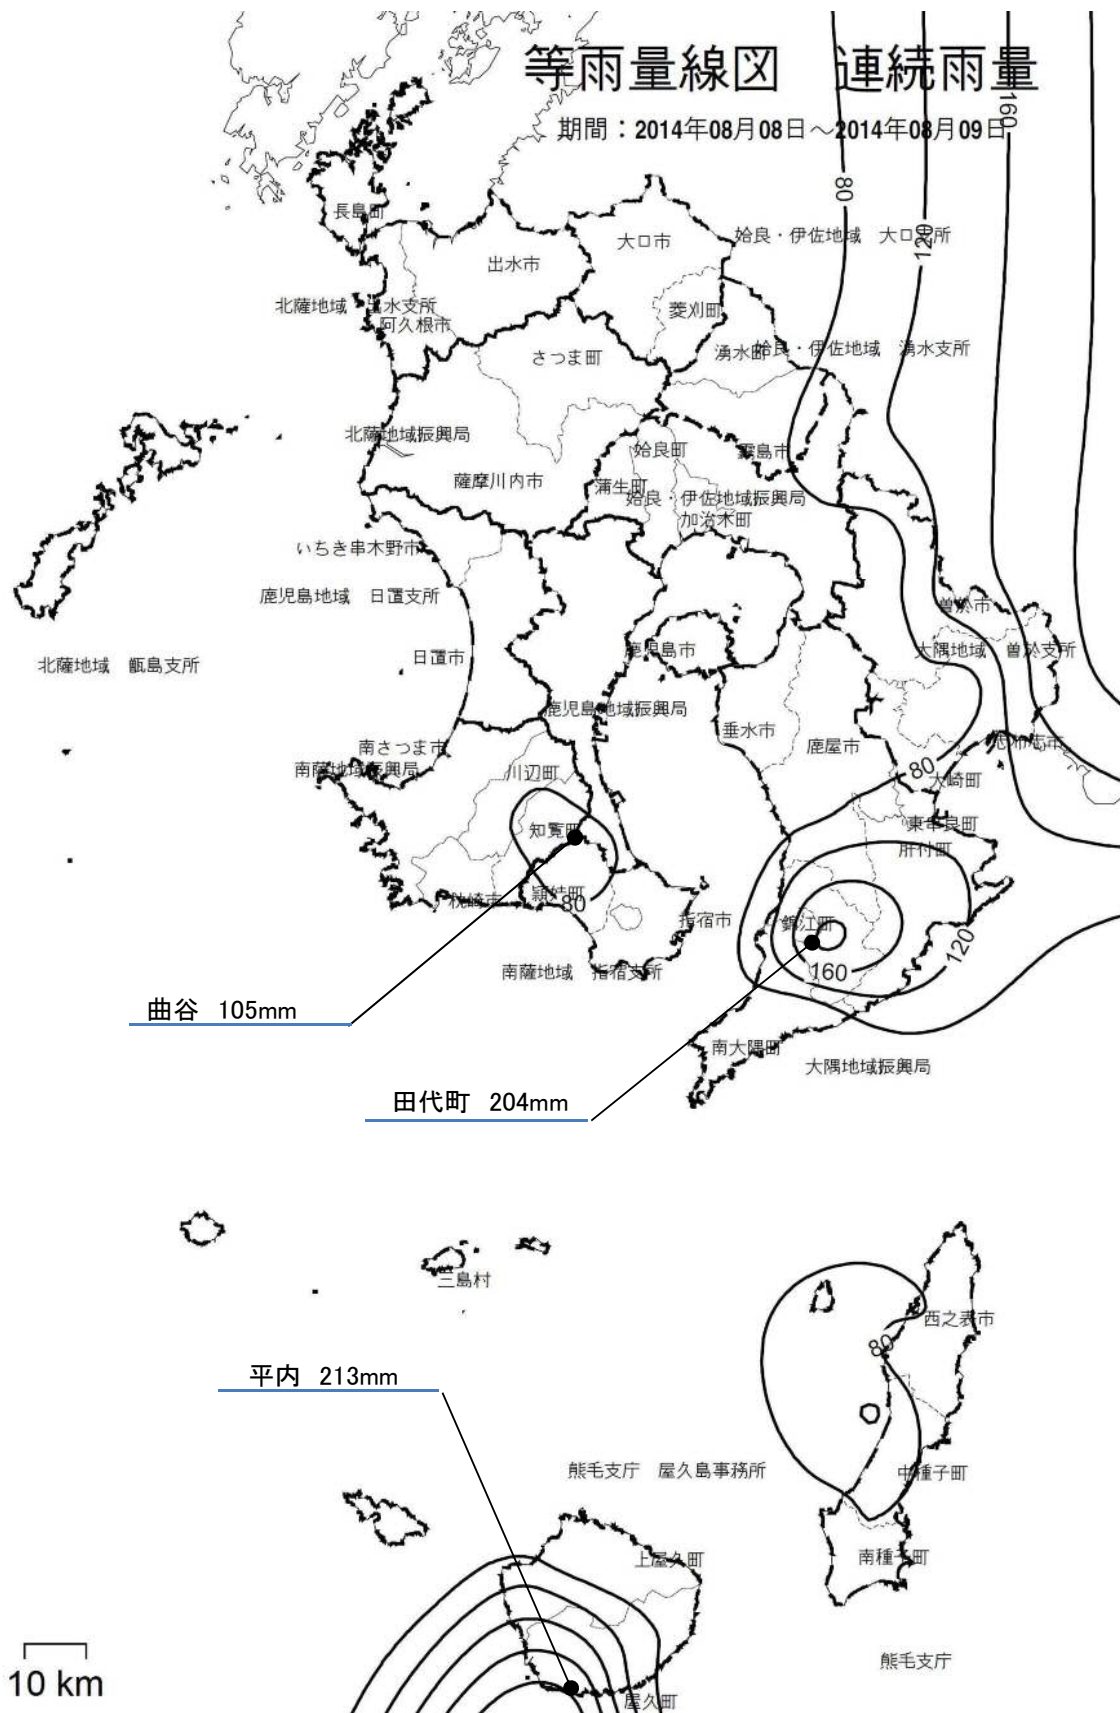 等雨量線図　連続雨量
期間：2014年08月08日～2014年08月09日
160
80
120
長島町
大口市
姶良・伊佐地域　大口支所
出水市
北薩地域　出水支所
阿久根市
菱刈町
湧水町
姶良・伊佐地域　湧水支所
さつま町
北薩地域振興局
姶良町
霧島市
薩摩川内市
蒲生町
姶良・伊佐地域振興局
加治木町
いちき串木野市
鹿児島地域　日置支所
曽於市
大隅地域　曽於支所
鹿児島市
日置市
北薩地域　甑島支所
鹿児島地域振興局
垂水市
鹿屋市
志布志市
南さつま市
南薩地域振興局
川辺町
80
大崎町
知覧町
東串良町
肝付町
枕崎市
頴娃町
80
指宿市
錦江町
120
160
南薩地域　指宿支所
曲谷　105mm
南大隅町
大隅地域振興局
田代町　204mm
三島村
西之表市
80
平内　213mm
熊毛支庁　屋久島事務所
中種子町
上屋久町
南種子町
熊毛支庁
10 km
屋久町